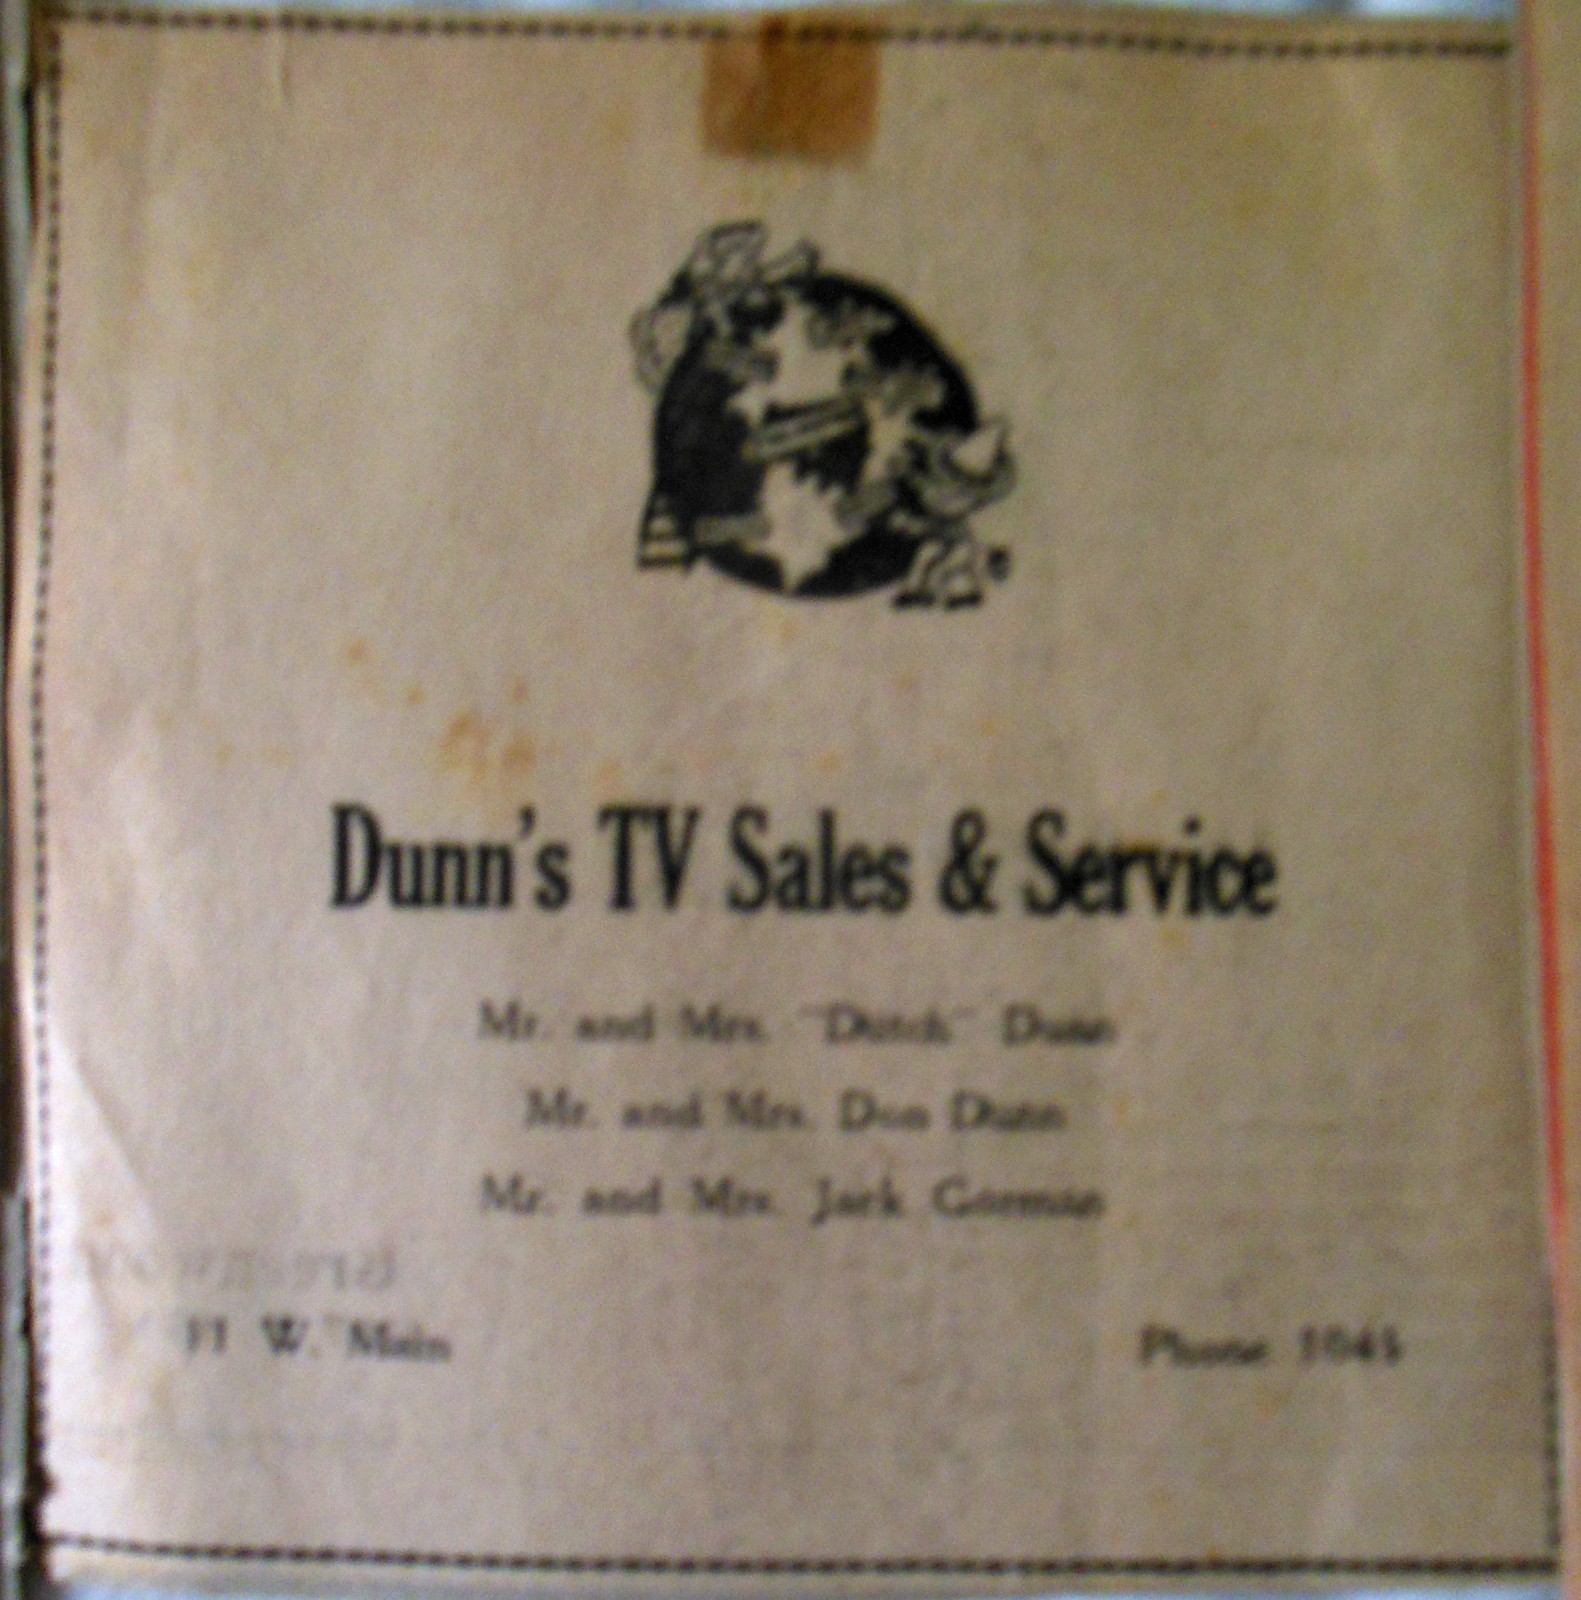 Dunn's TV Sales & Service
Mr. and Mrs. "Dutch" Dunn
Mr. and Mrs. Don Dunn
Mr. and Mrs. Jack Gorman
W. Main
Phone